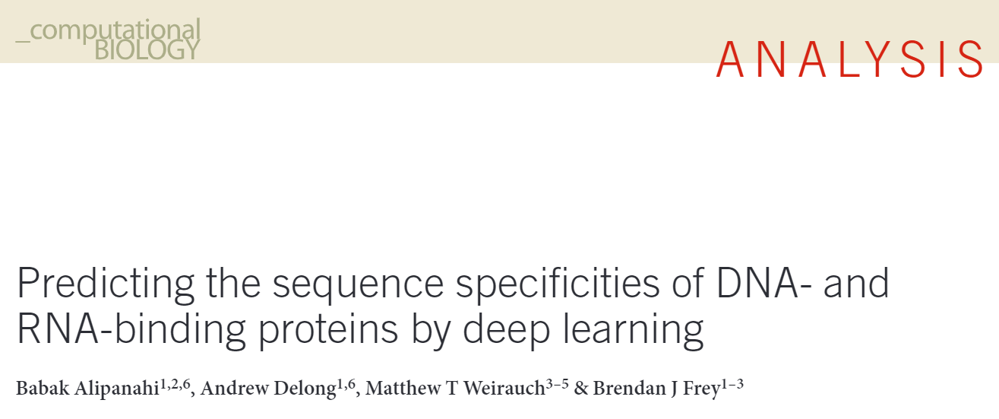 _computational
BIOLOGY
ANALYSIS
Predicting the sequence specificities of DNA- and
RNA-binding proteins by deep learning
Babak Alipanahi1,2,6, Andrew Delong1,6, Matthew T Weirauch3–5 & Brendan J Frey1–3